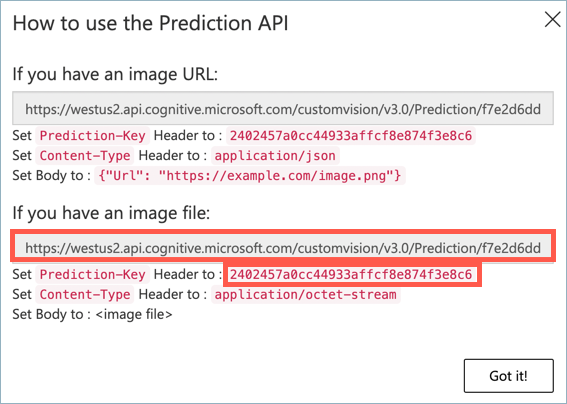 How to use the Prediction API
If you have an image URL:
https://westus2.api.cognitive.microsoft.com/customvision/v3.0/Prediction/f7e2d6dd
Set Prediction-Key Header to : 2402457a0cc44933affcf8e874f3e8c6
Set Content-Type Header to : application/json
Set Body to : {"Url": "https://example.com/image.png"}
If you have an image file:
https://westus2.api.cognitive.microsoft.com/customvision/v3.0/Prediction/f7e2d6dd
Set Prediction-Key Header to : 2402457a0cc44933affcf8e874f3e8c6
Set Content-Type Header to : application/octet-stream
Set Body to : <image file>
Got it!